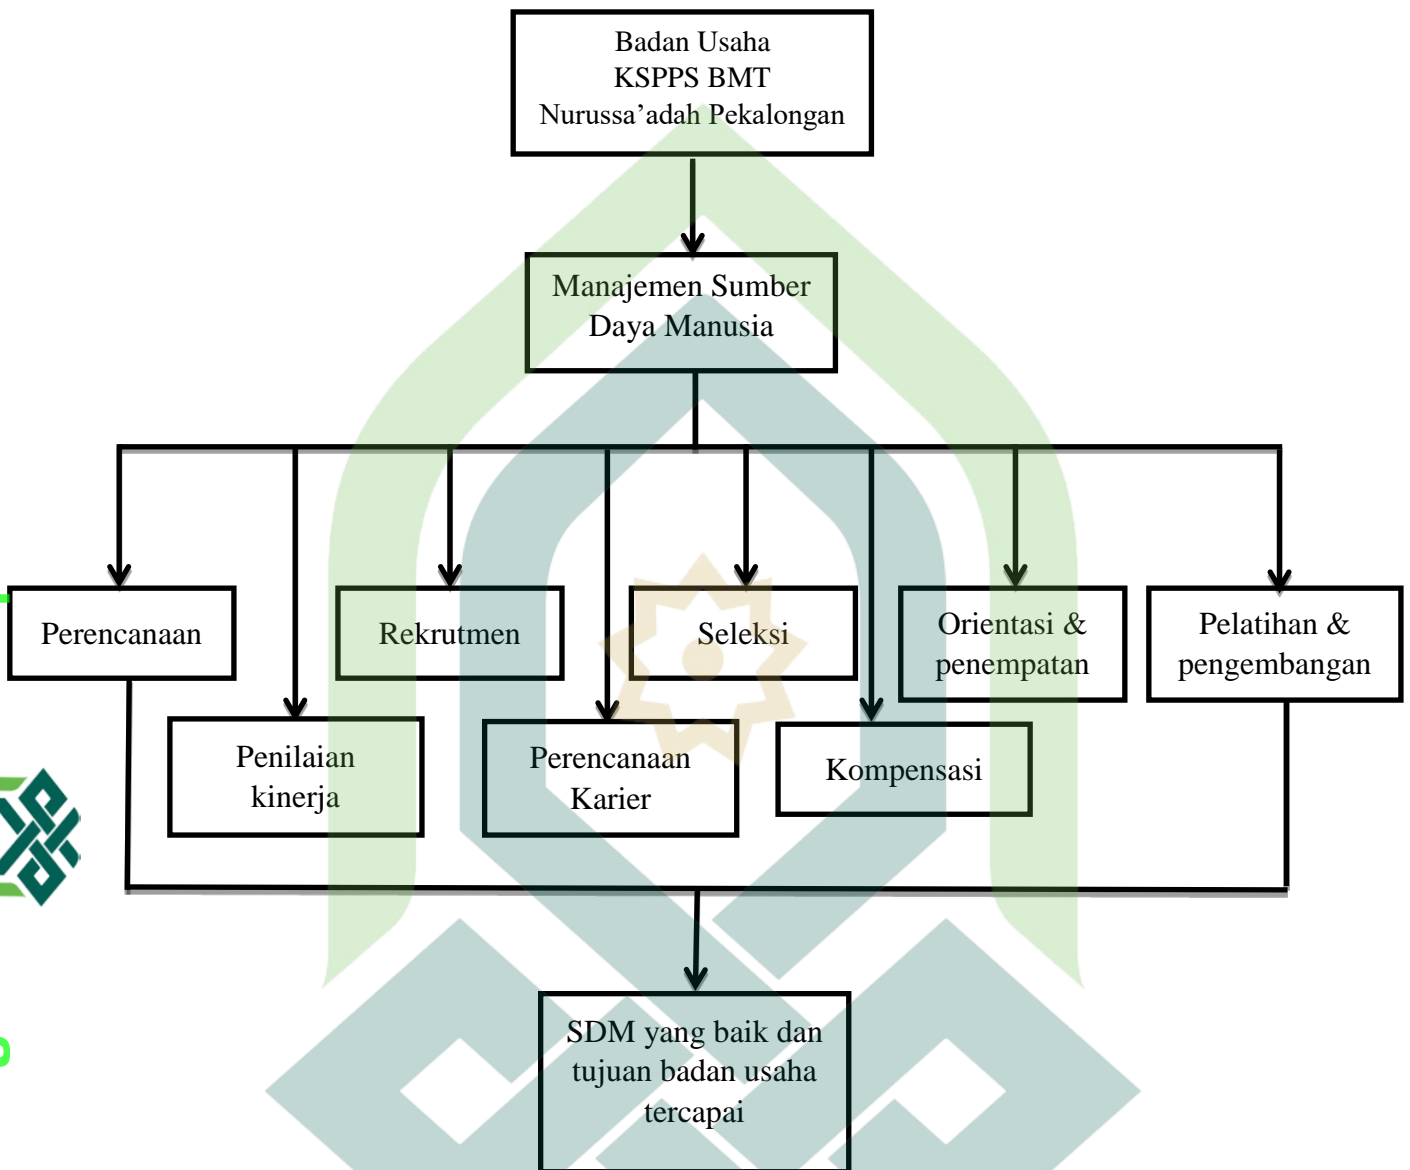 Badan Usaha
KSPPS BMT
Nurussa’adah Pekalongan
Manajemen Sumber
Daya Manusia
Perencanaan
Rekrutmen
Seleksi
Orientasi &
penempatan
Pelatihan &
pengembangan
Penilaian
kinerja
Perencanaan
Karier
Kompensasi
SDM yang baik dan
tujuan badan usaha
tercapai